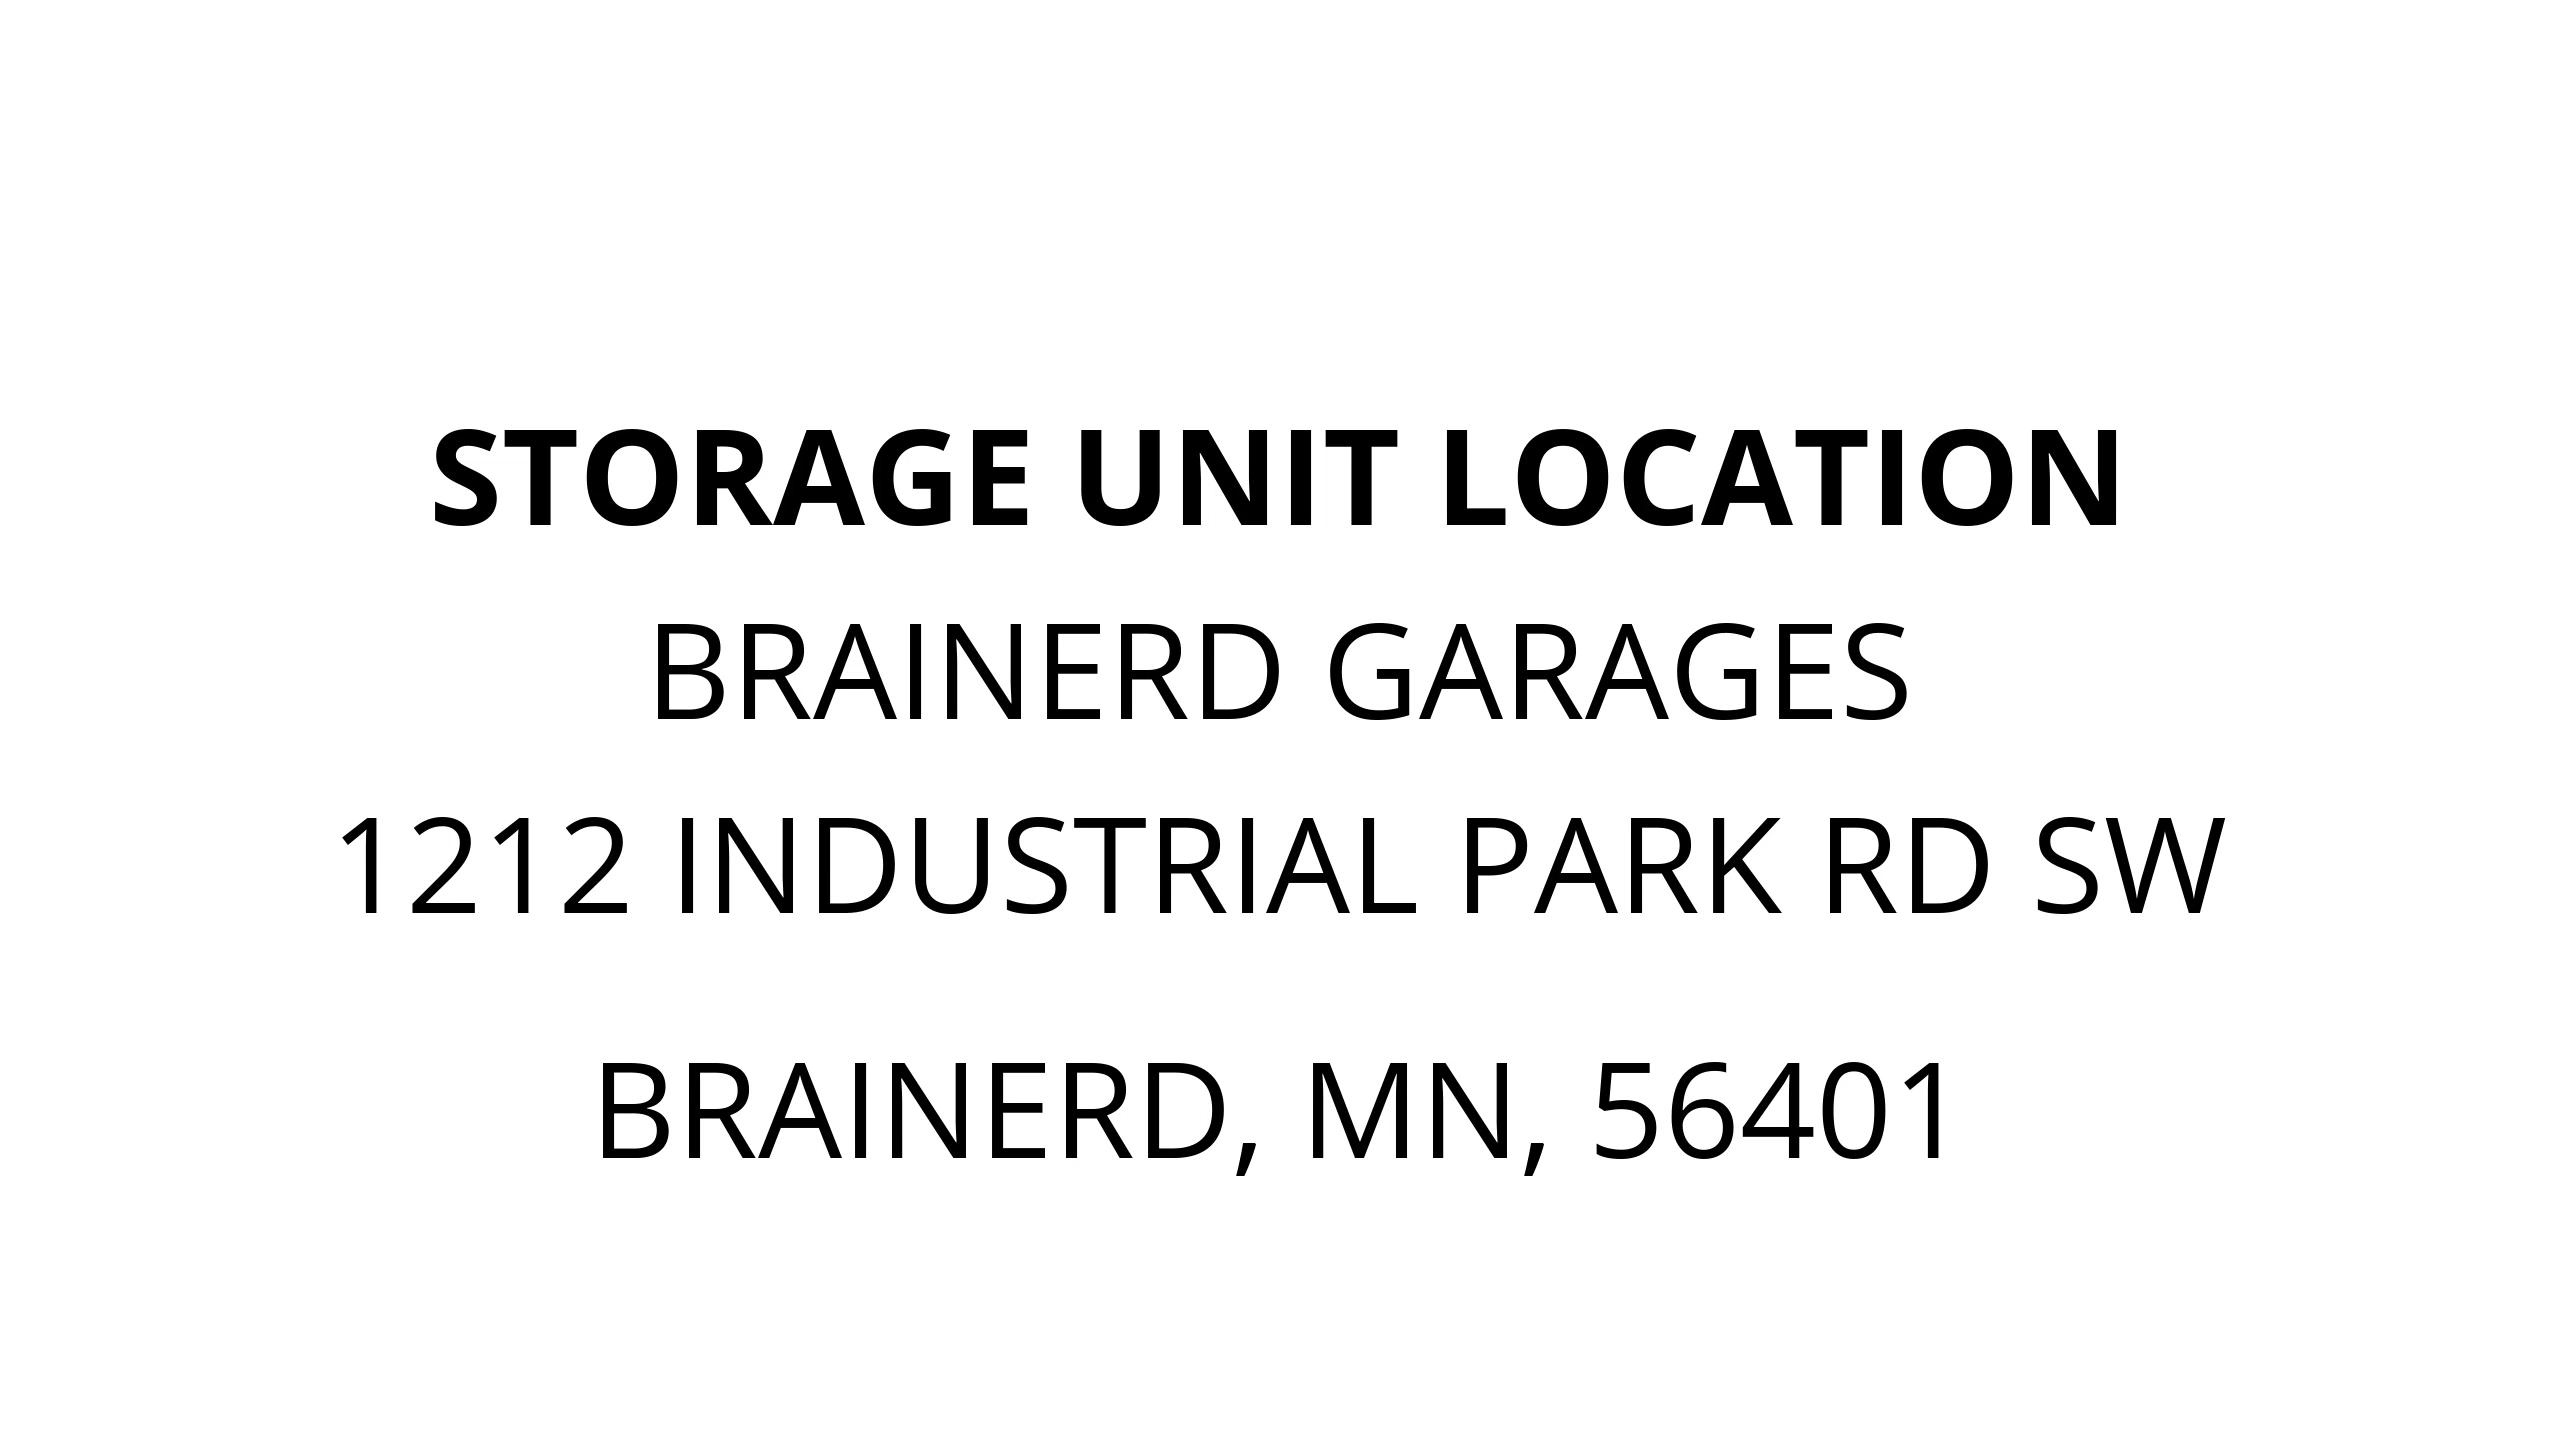 STORAGE UNIT LOCATION
BRAINERD GARAGES
1212 INDUSTRIAL PARK RD SW
BRAINERD, MN, 56401